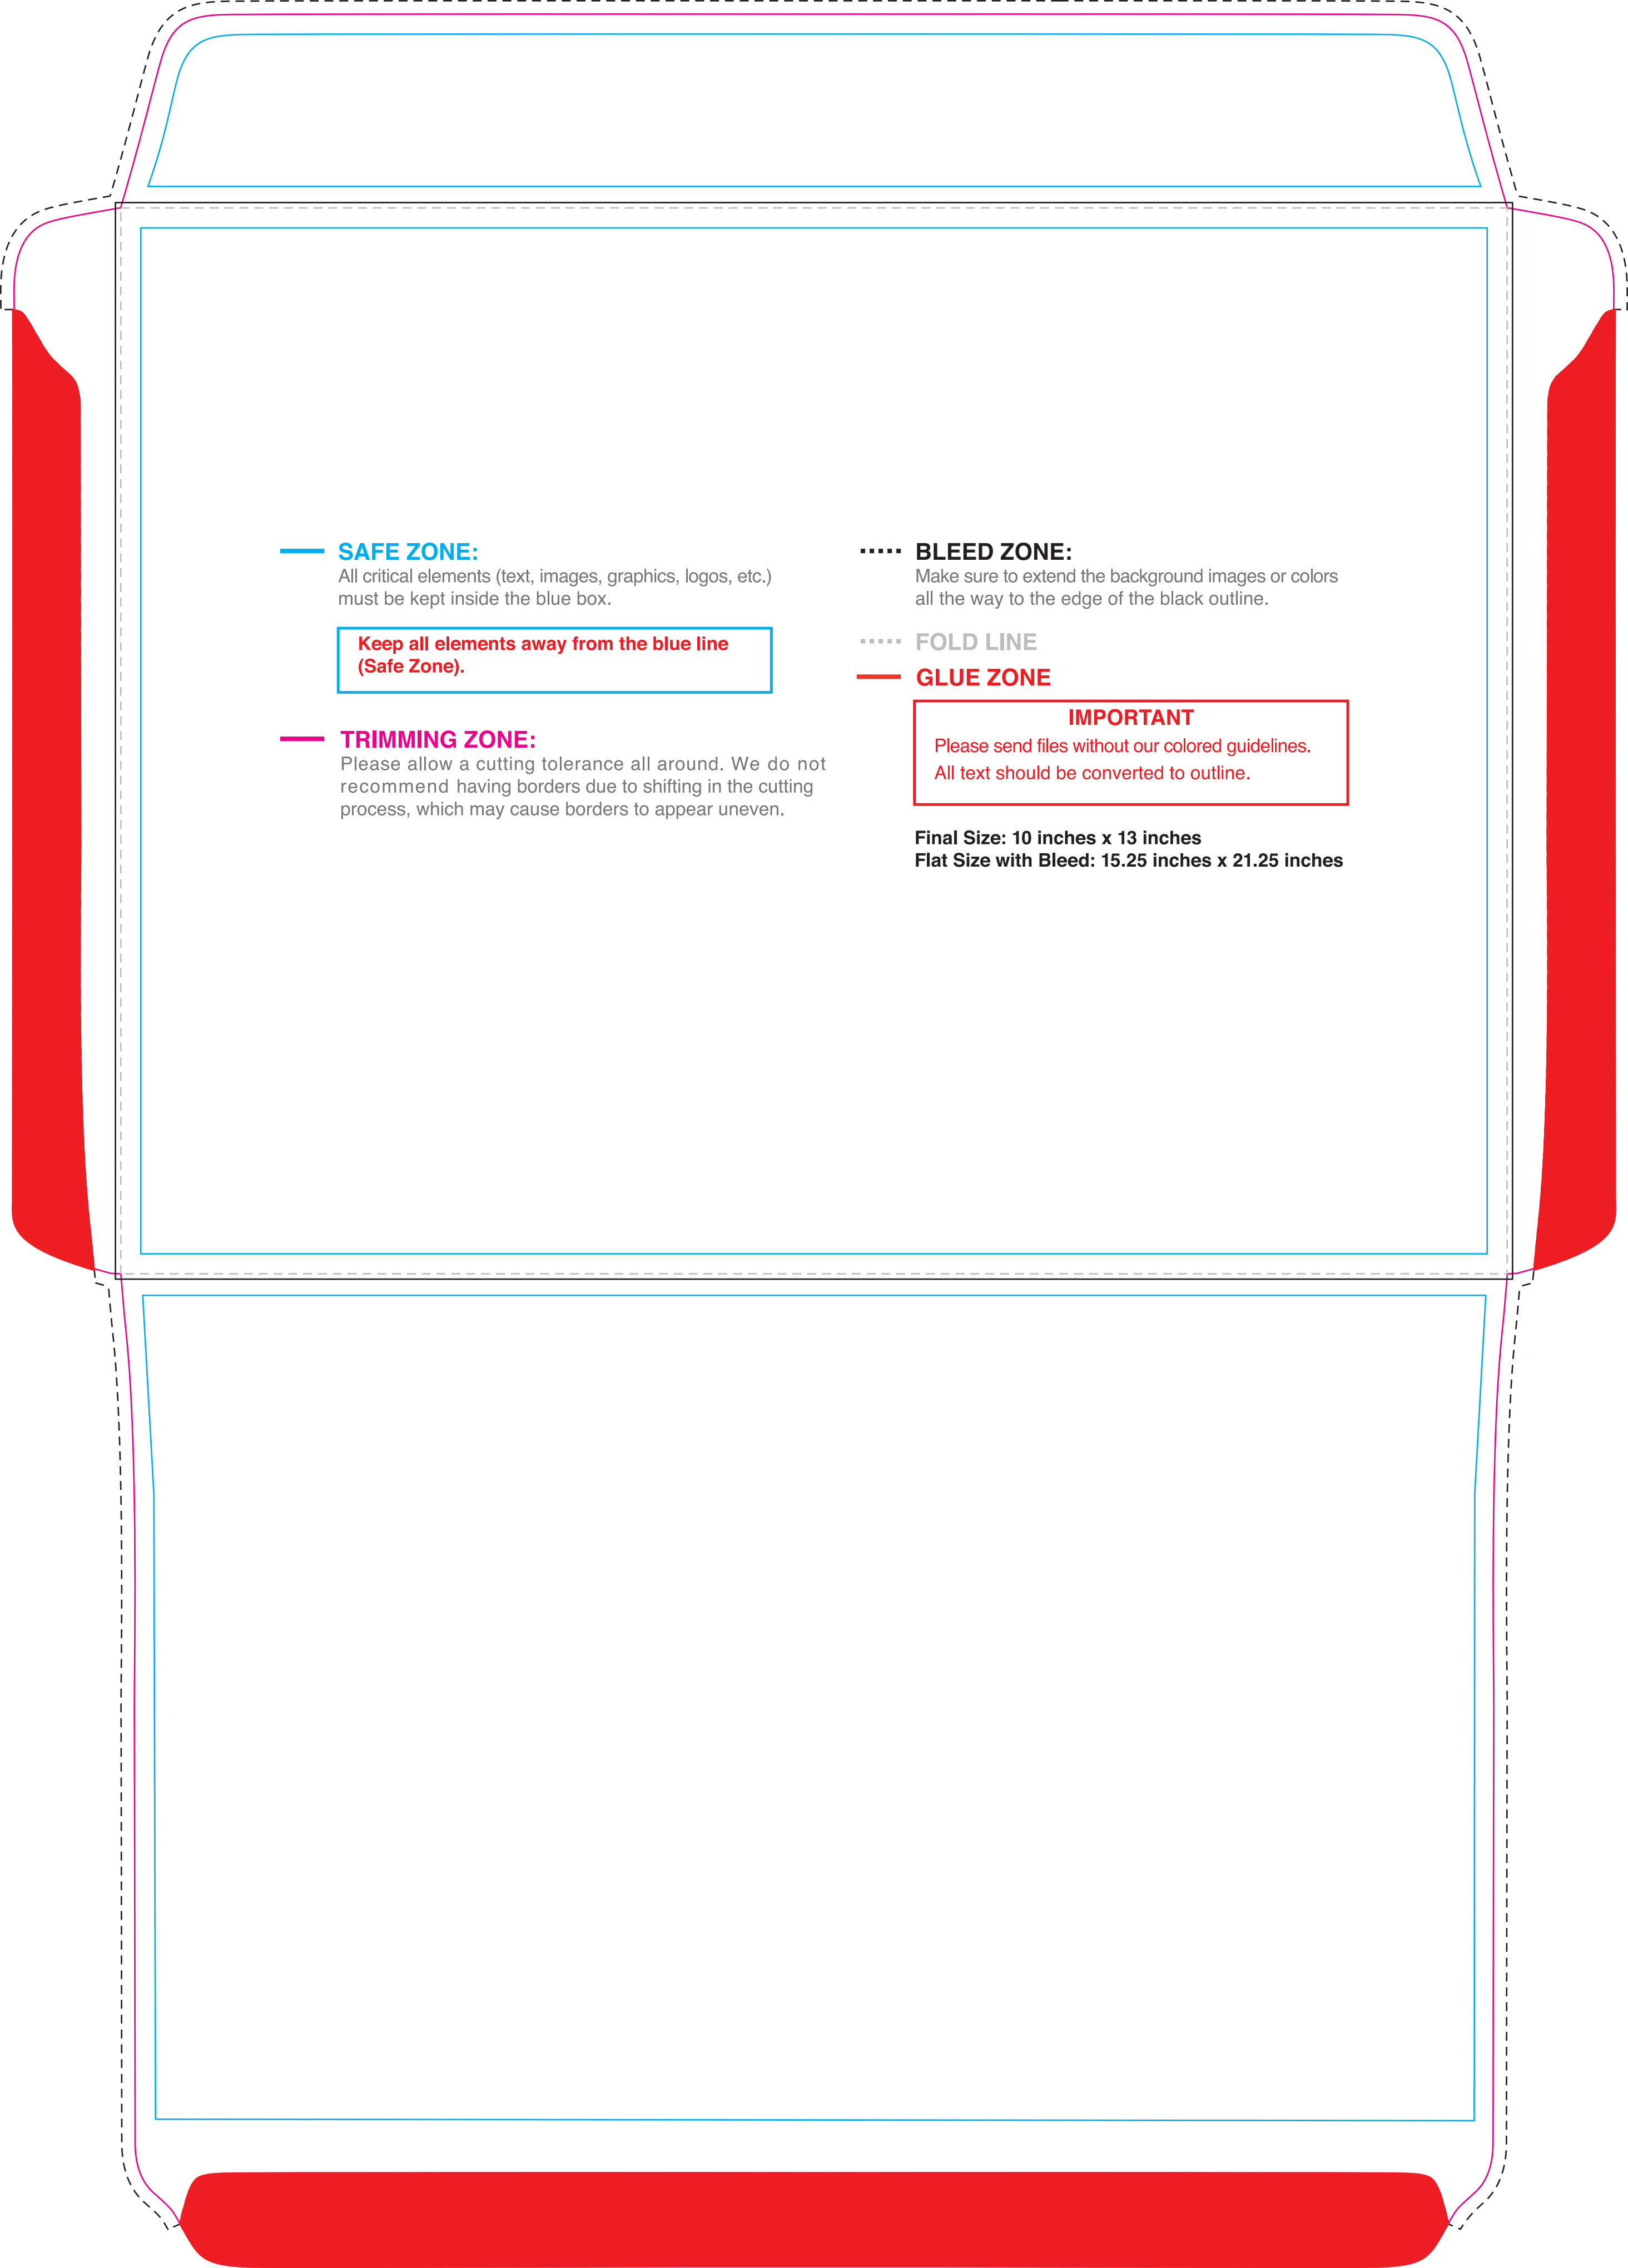 SAFE ZONE:
All critical elements (text, images, graphics, logos, etc.)
must be kept inside the blue box.
Keep all elements away from the blue line
(Safe Zone).
TRIMMING ZONE:
Please allow a cutting tolerance all around. We do not
recommend having borders due to shifting in the cutting
process, which may cause borders to appear uneven.
BLEED ZONE:
Make sure to extend the background images or colors
all the way to the edge of the black outline.
FOLD LINE
GLUE ZONE
IMPORTANT
Please send files without our colored guidelines.
All text should be converted to outline.
Final Size: 10 inches x 13 inches
Flat Size with Bleed: 15.25 inches x 21.25 inches